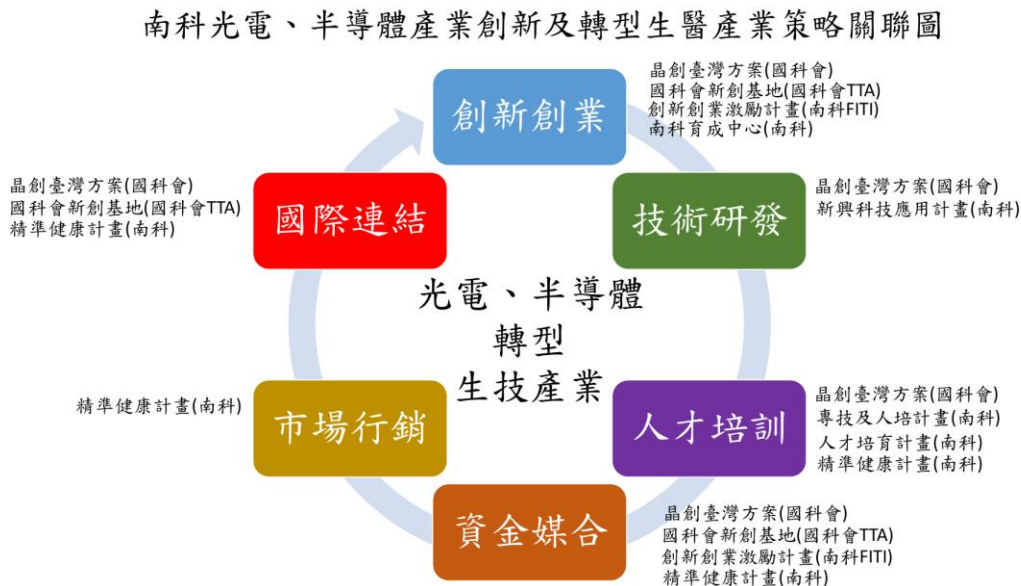 南科光電、半導體產業創新及轉型生醫產業策略關聯圖
創新創業
晶創臺灣方案(國科會)
國科會新創基地(國科會TTA)
創新創業激勵計畫(南科FITI)
南科育成中心(南科)
技術研發
晶創臺灣方案(國科會)
新興科技應用計畫(南科)
人才培訓
晶創臺灣方案(國科會)
專技及人培計畫(南科)
人才培育計畫(南科)
精準健康計畫(南科)
資金媒合
晶創臺灣方案(國科會)
國科會新創基地(國科會TTA)
創新創業激勵計畫(南科FITI)
精準健康計畫(南科)
市場行銷
精準健康計畫(南科)
國際連結
晶創臺灣方案(國科會)
國科會新創基地(國科會TTA)
精準健康計畫(南科)
光電、半導體
轉型
生技產業